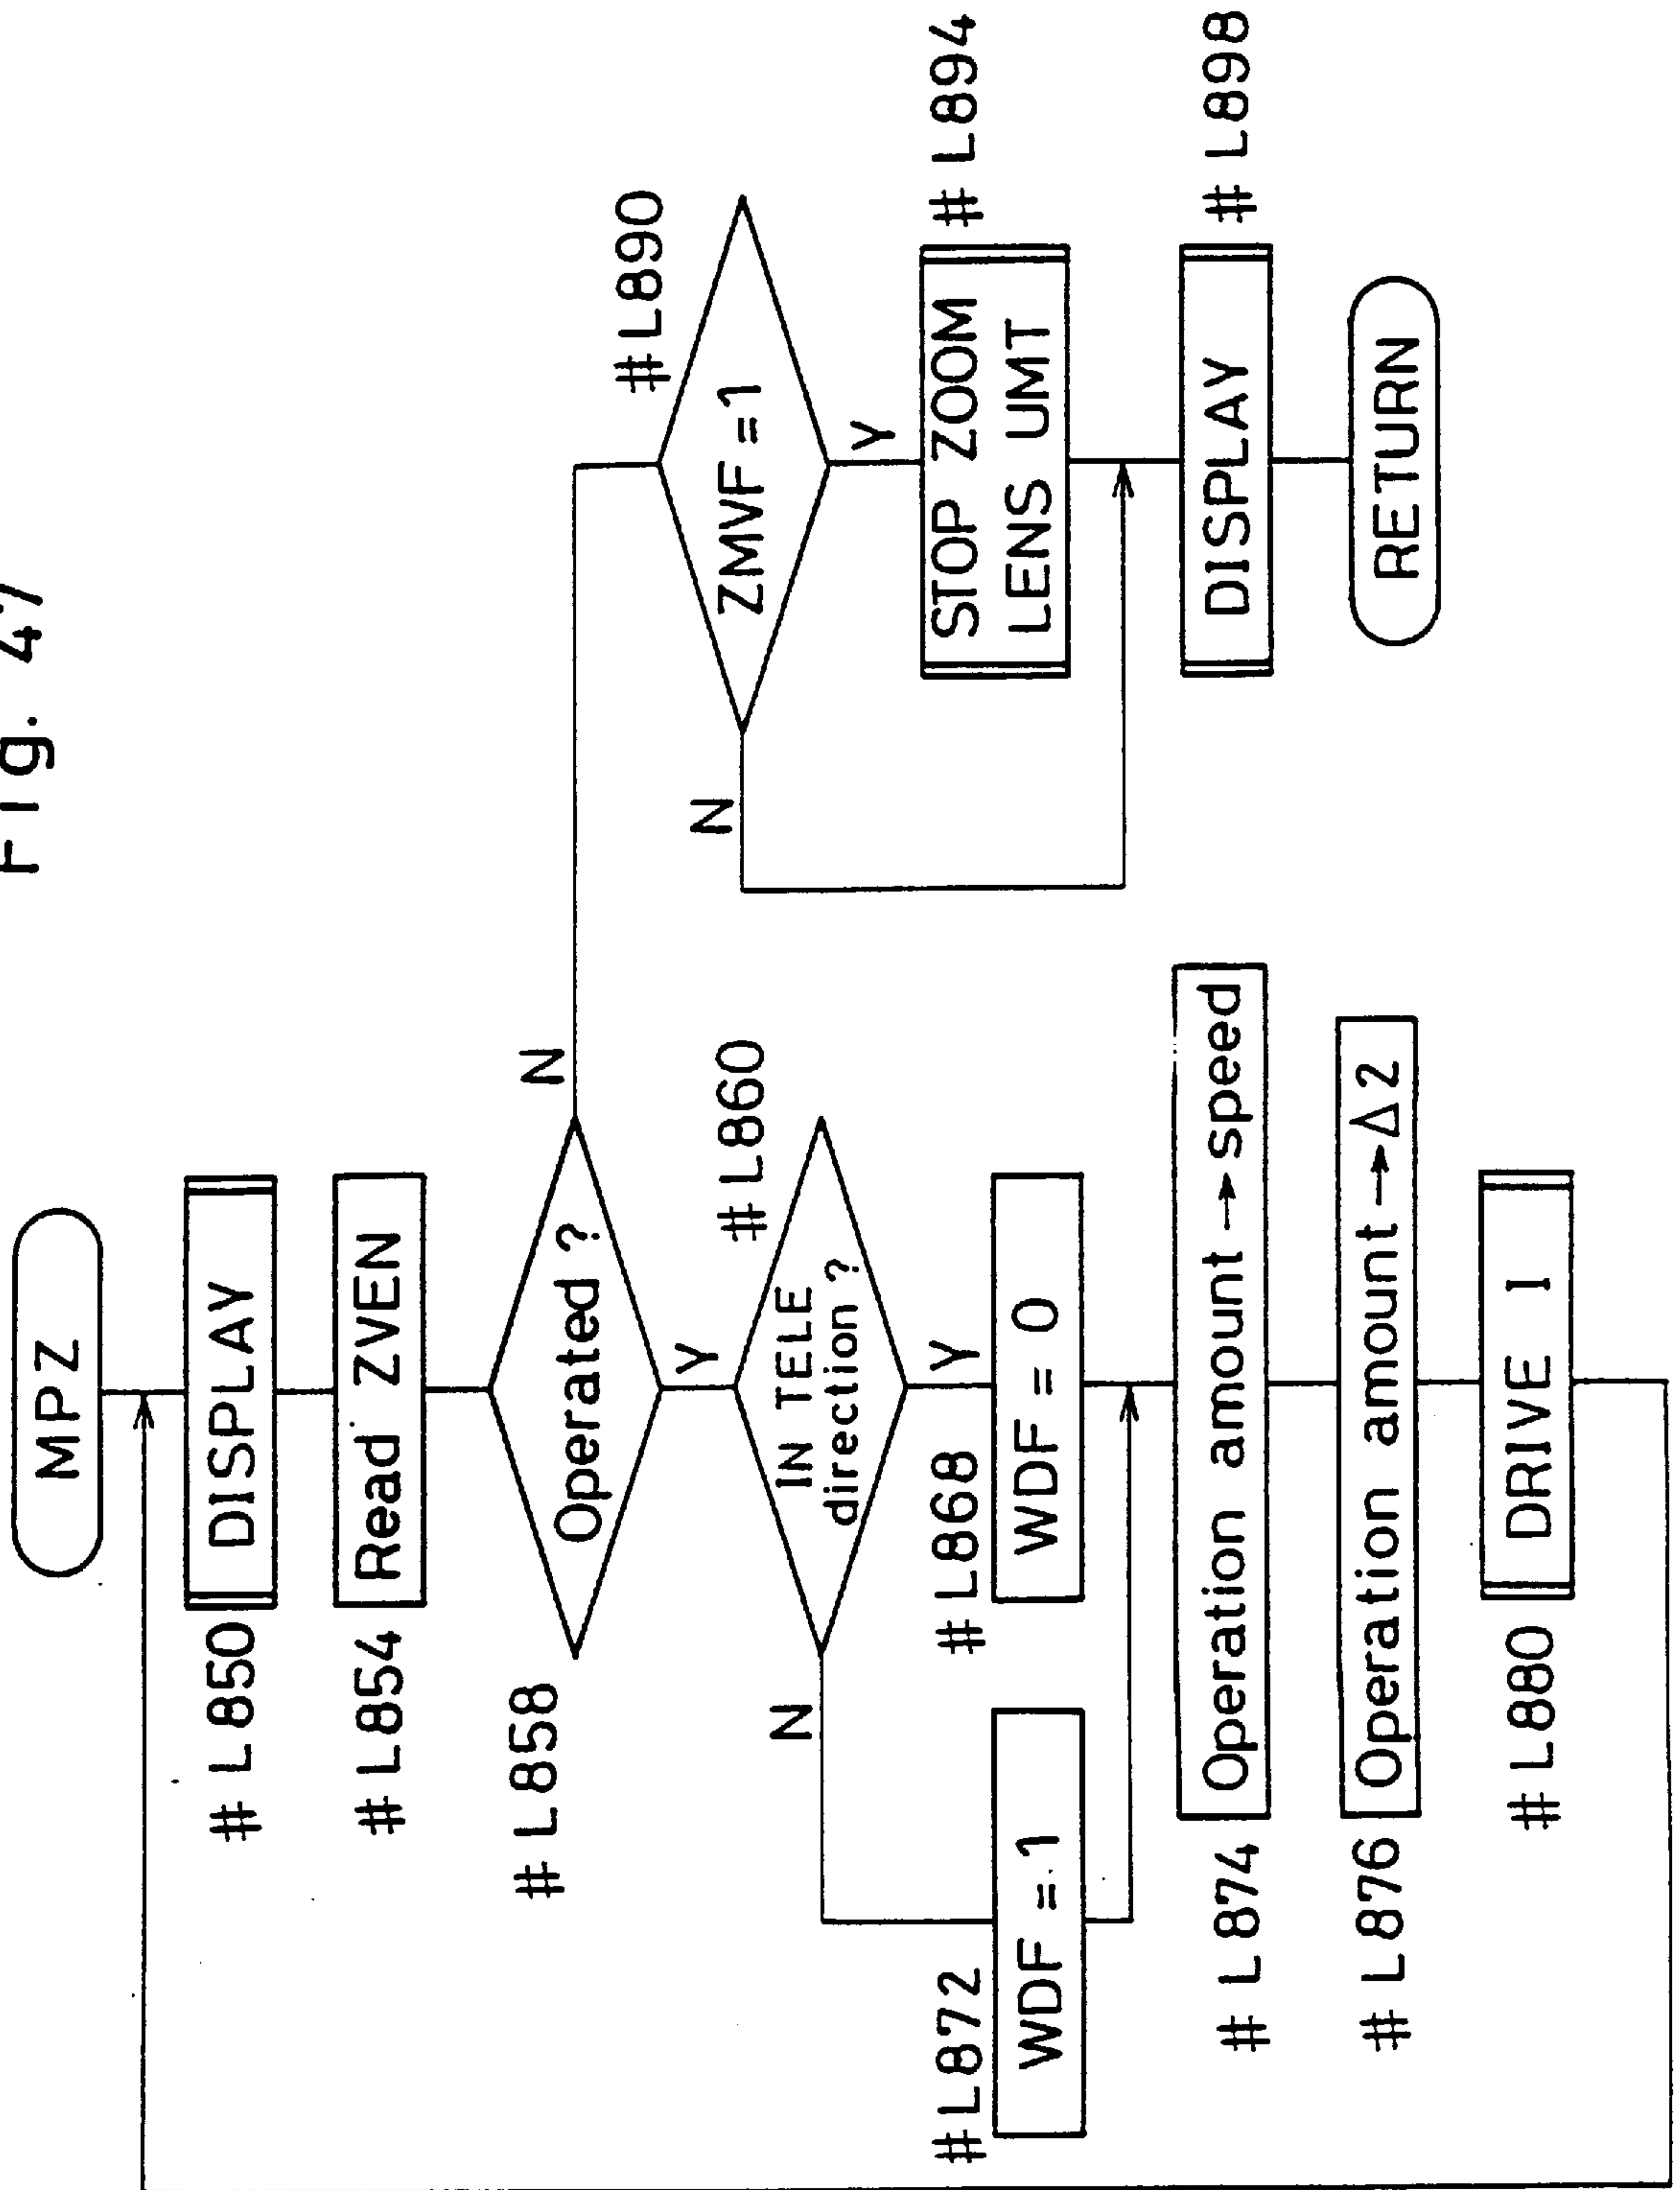 Fig. 47
MPZ
#L850
DISPLAY
#L854
Read ZVEN
#L858
Operated ?
N
Y
#L860
IN TELE
direction ?
N
Y
#L872
WDF = 1
#L868
WDF = 0
#L874
Operation amount→speed
#L876
Operation amount→Δ2
#L880
DRIVE I
#L890
ZMVF=1
N
Y
STOP ZOOM
LENS UMT
#L894
DISPLAY
#L898
RETURN